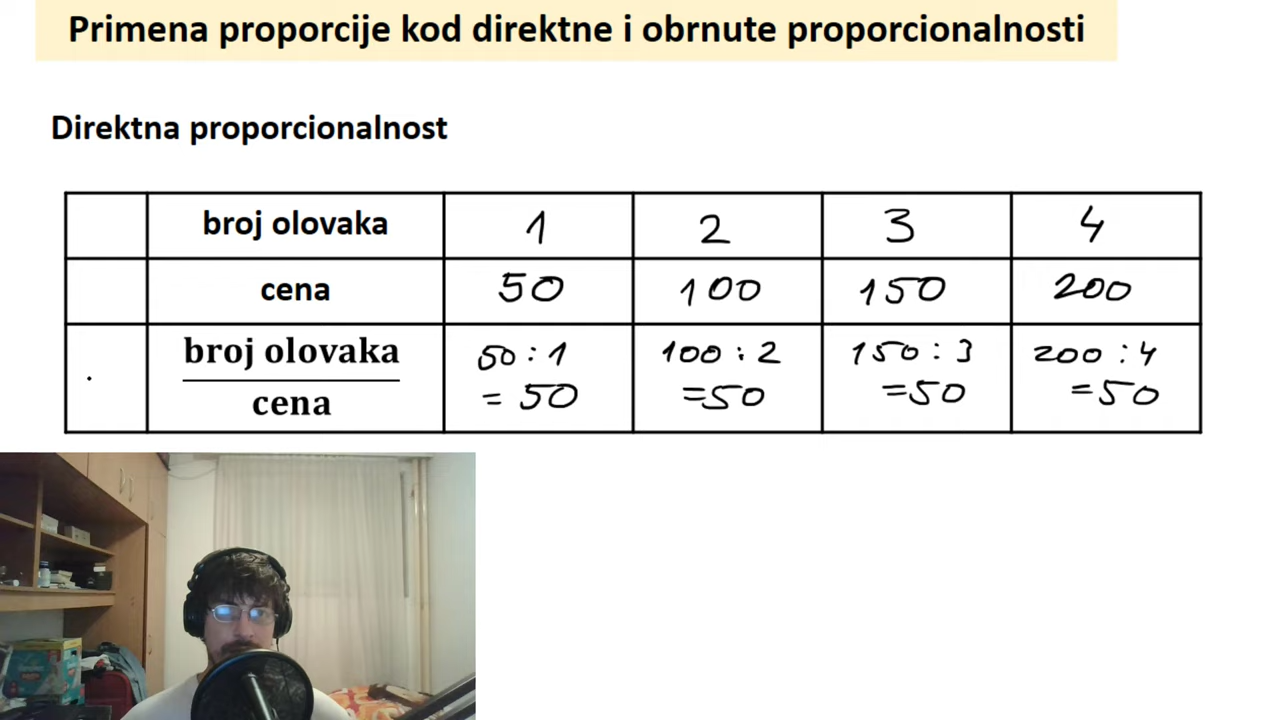 Primena proporcije kod direktne i obrnute proporcionalnosti
Direktna proporcionalnost
broj olovaka 1 2 3 4
cena 50 100 150 200
broj olovaka 50 : 1 100 : 2 150 : 3 200 : 4
cena = 50 =50 =50 =50